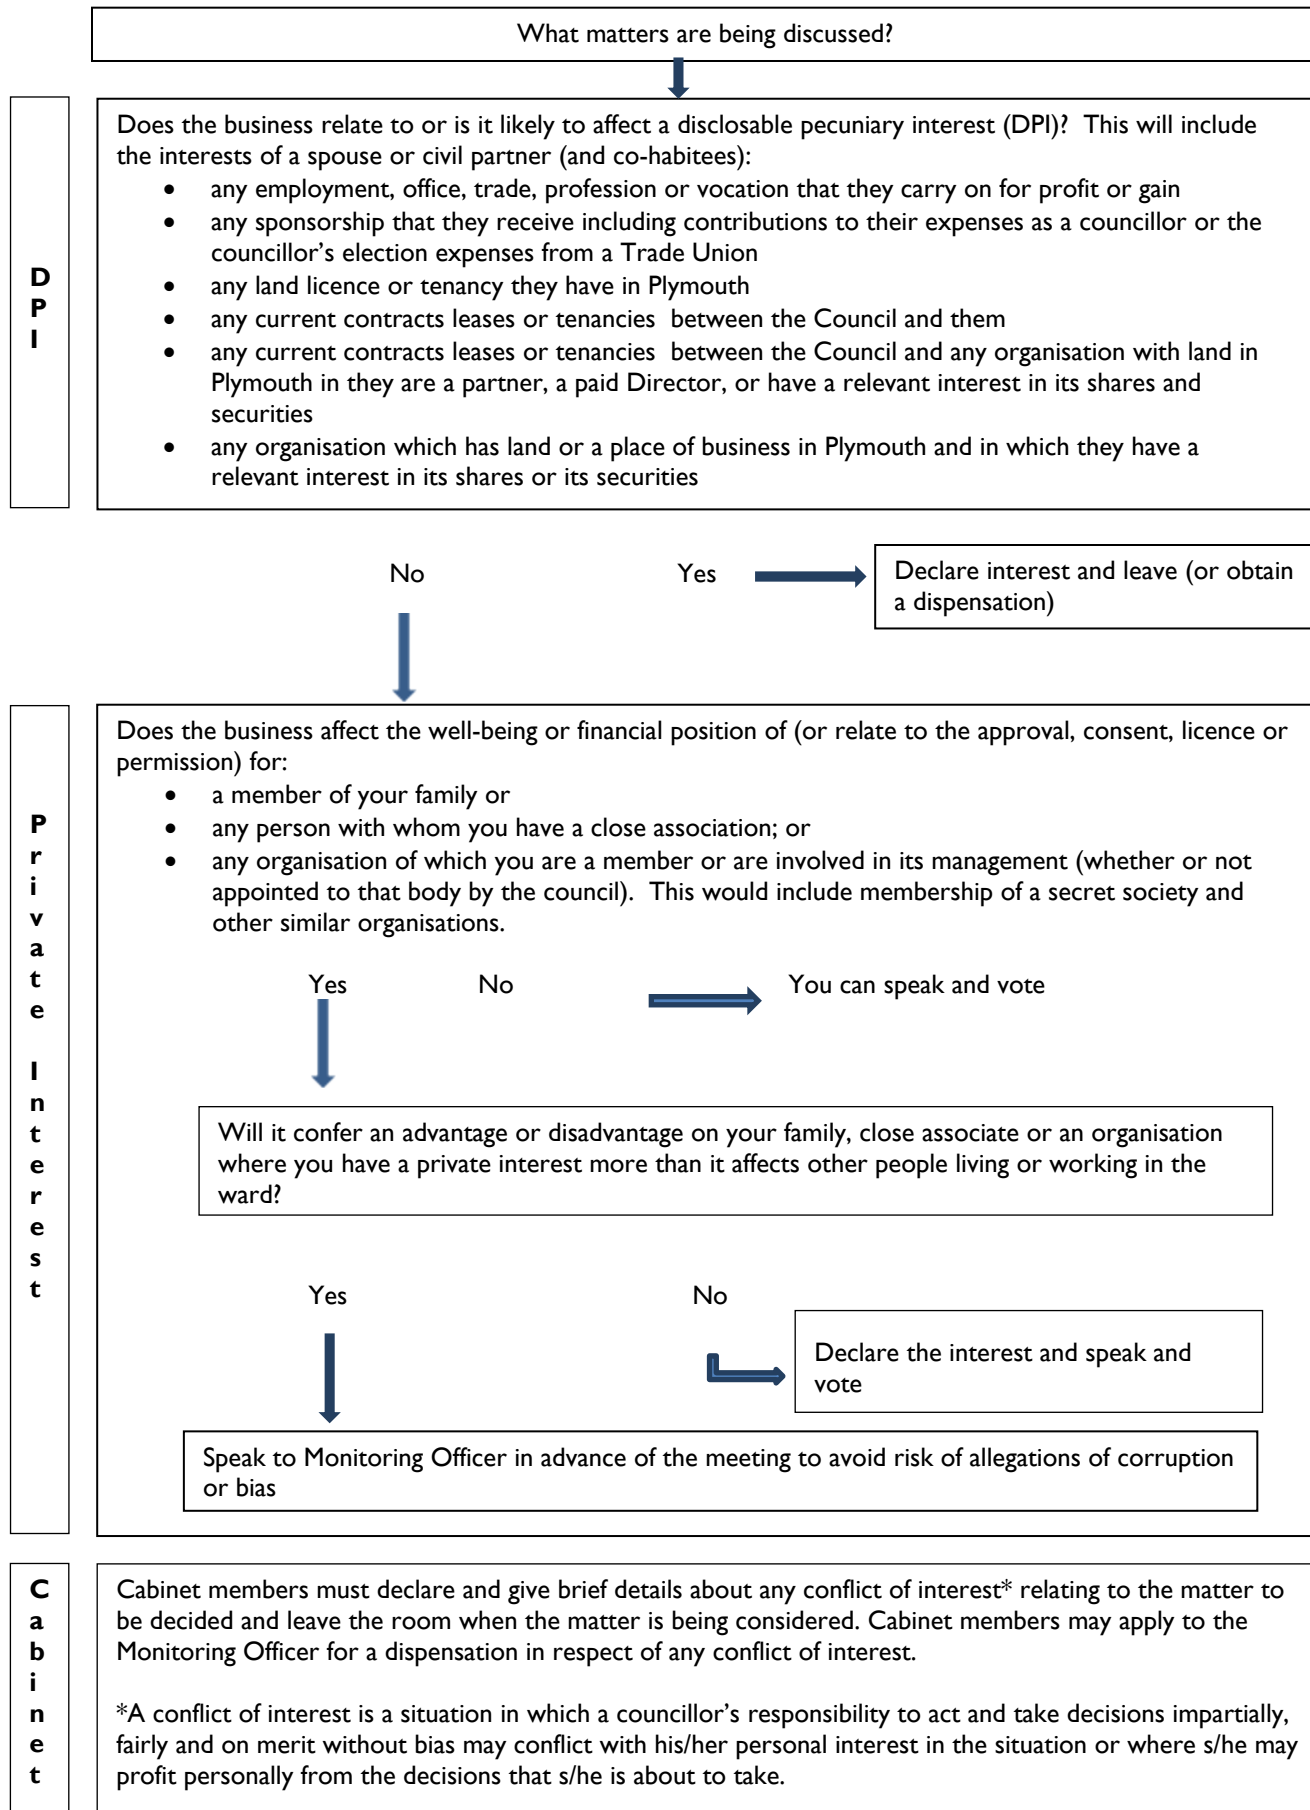 What matters are being discussed?
D
P
I
Does the business relate to or is it likely to affect a disclosable pecuniary interest (DPI)?  This will include
the interests of a spouse or civil partner (and co-habitees):
• any employment, office, trade, profession or vocation that they carry on for profit or gain
• any sponsorship that they receive including contributions to their expenses as a councillor or the
councillor’s election expenses from a Trade Union
• any land licence or tenancy they have in Plymouth
• any current contracts leases or tenancies  between the Council and them
• any current contracts leases or tenancies  between the Council and any organisation with land in
Plymouth in they are a partner, a paid Director, or have a relevant interest in its shares and
securities
• any organisation which has land or a place of business in Plymouth and in which they have a
relevant interest in its shares or its securities
No
Yes
Declare interest and leave (or obtain
a dispensation)
P
r
i
v
a
t
e
I
n
t
e
r
e
s
t
Does the business affect the well-being or financial position of (or relate to the approval, consent, licence or
permission) for:
• a member of your family or
• any person with whom you have a close association; or
• any organisation of which you are a member or are involved in its management (whether or not
appointed to that body by the council).  This would include membership of a secret society and
other similar organisations.
Yes
No
You can speak and vote
Will it confer an advantage or disadvantage on your family, close associate or an organisation
where you have a private interest more than it affects other people living or working in the
ward?
Yes
No
Declare the interest and speak and
vote
Speak to Monitoring Officer in advance of the meeting to avoid risk of allegations of corruption
or bias
C
a
b
i
n
e
t
Cabinet members must declare and give brief details about any conflict of interest* relating to the matter to
be decided and leave the room when the matter is being considered. Cabinet members may apply to the
Monitoring Officer for a dispensation in respect of any conflict of interest.
*A conflict of interest is a situation in which a councillor’s responsibility to act and take decisions impartially,
fairly and on merit without bias may conflict with his/her personal interest in the situation or where s/he may
profit personally from the decisions that s/he is about to take.